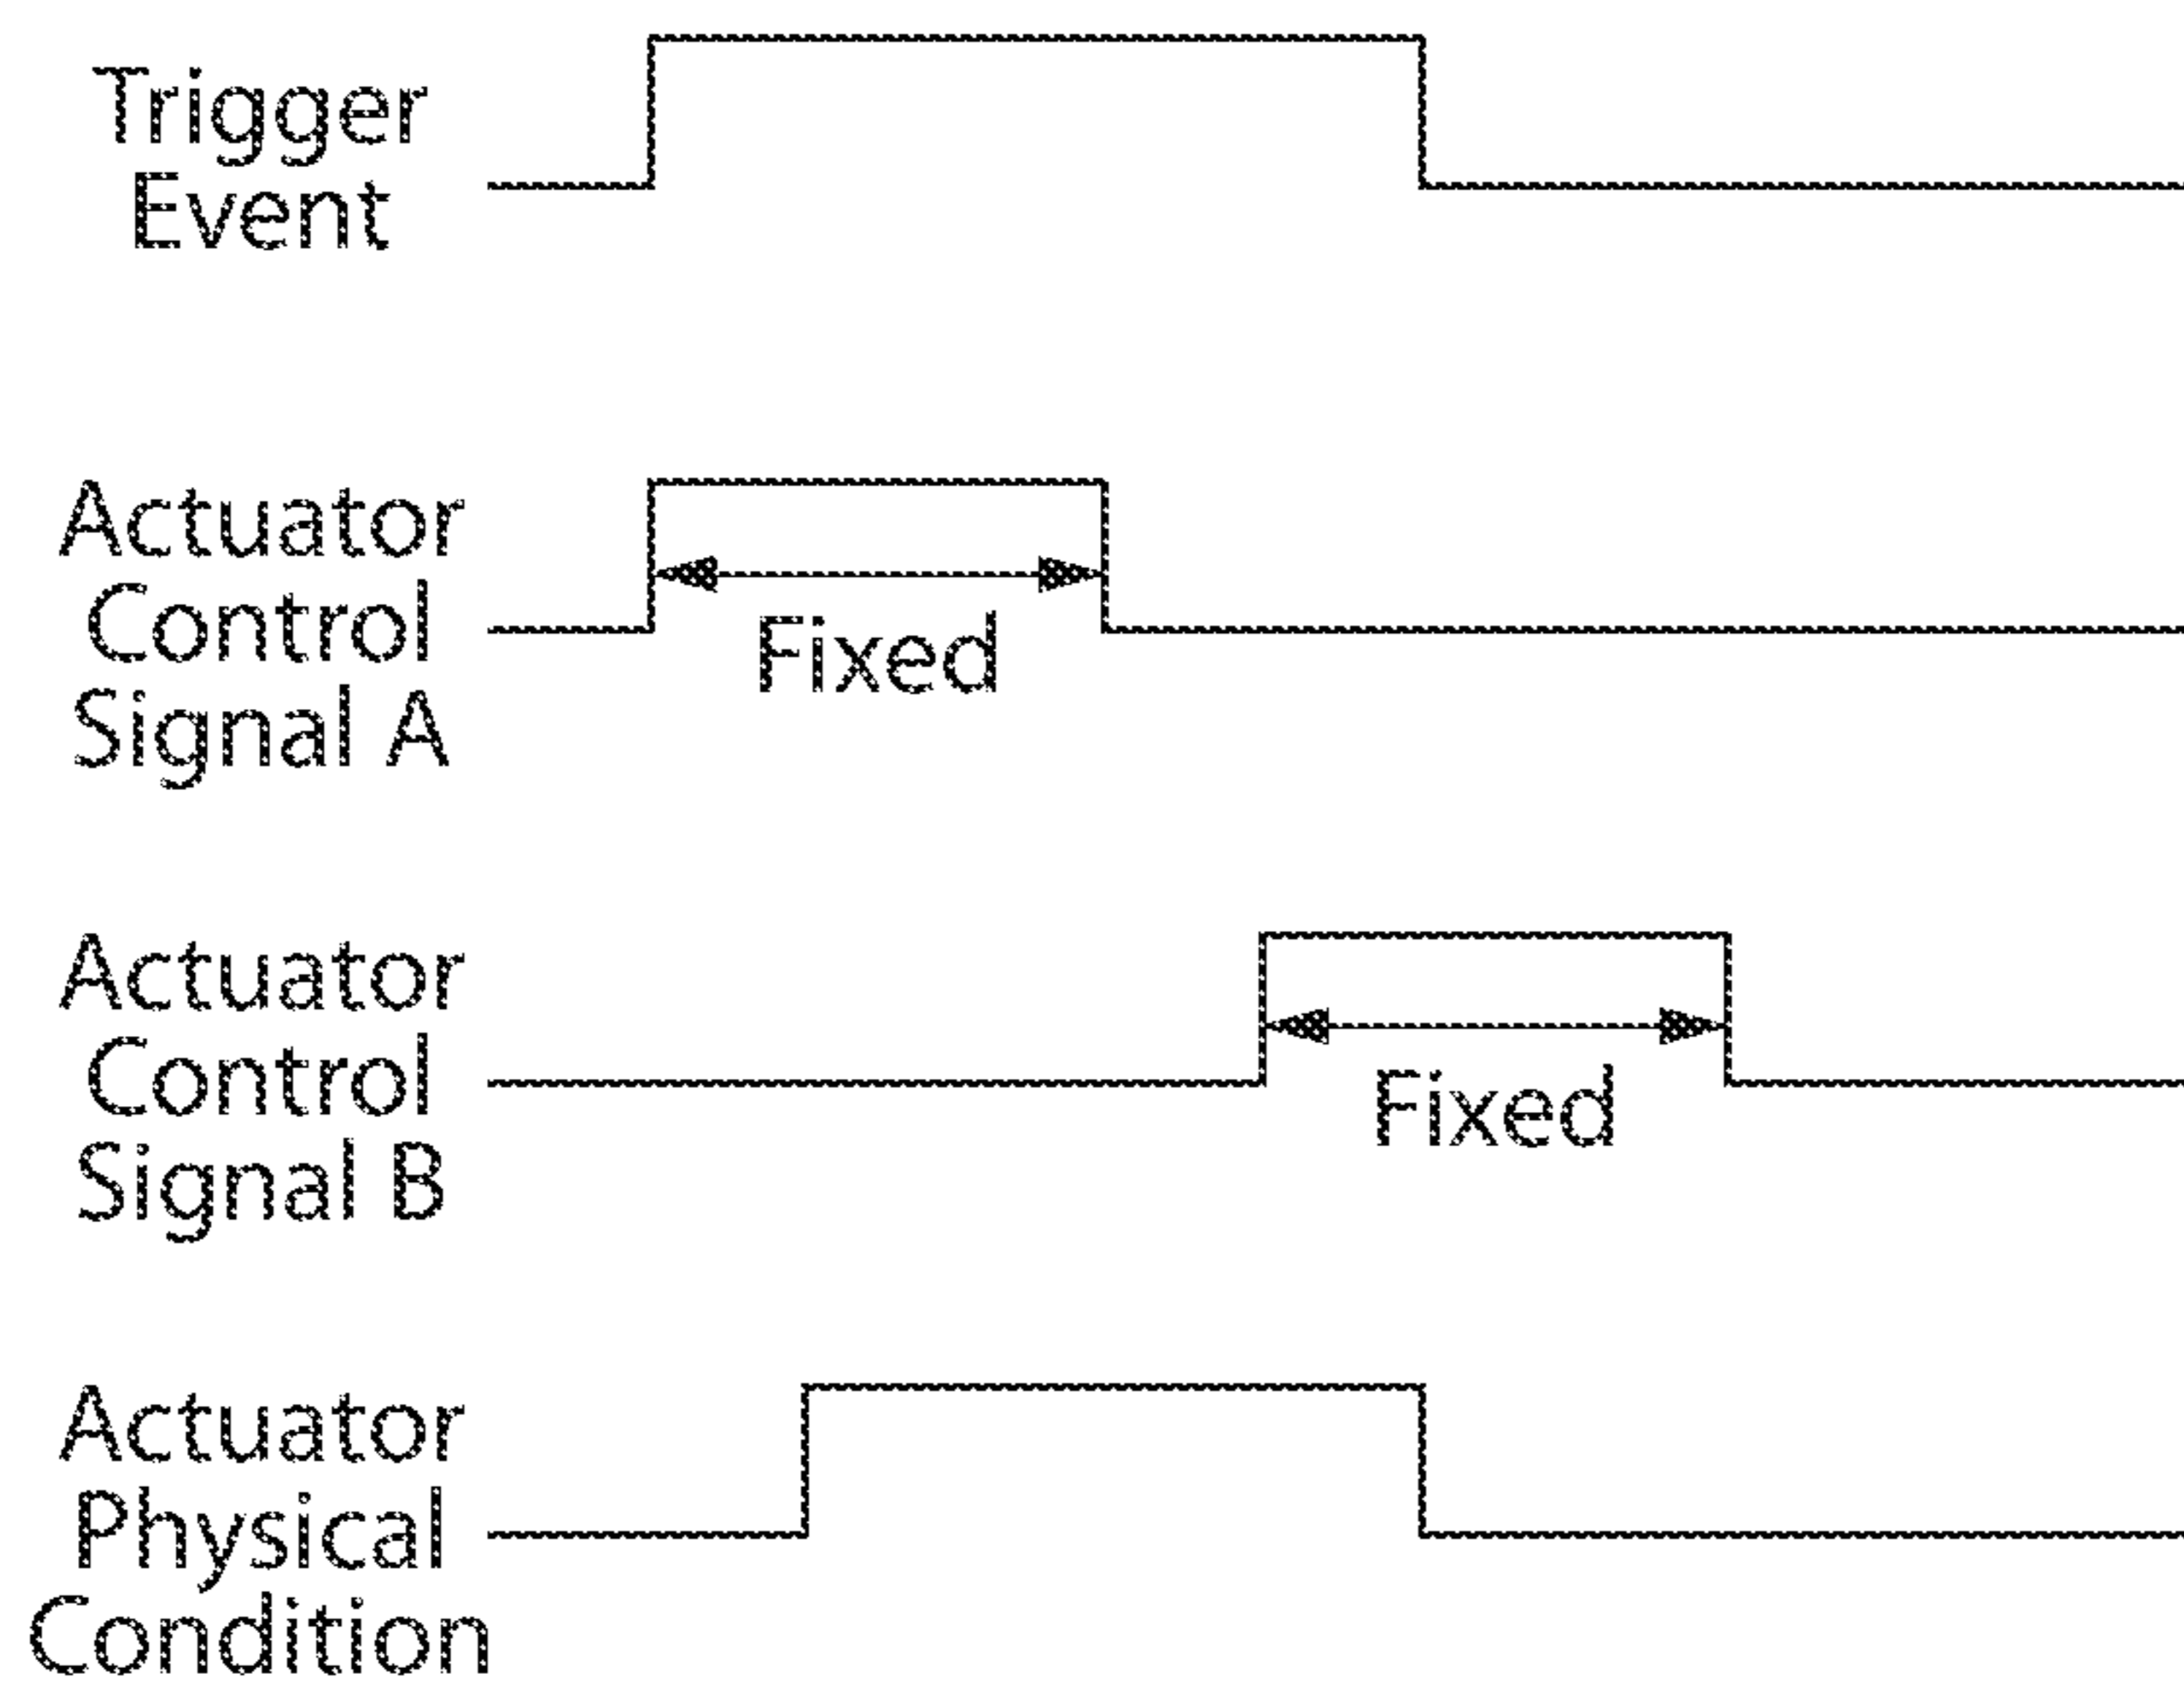 Trigger
Event
Actuator
Control
Signal A
Fixed
Actuator
Control
Signal B
Fixed
Actuator
Physical
Condition